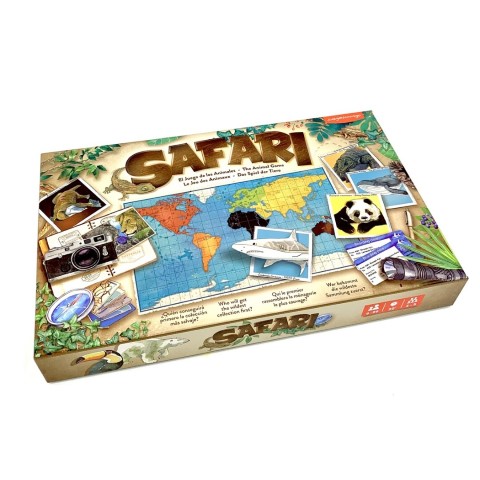 SAFARI
El Juego de los Animales • The Animal Game
Le Jeu des Animaux • Das Spiel der Tiere
¿Quién conseguirá
primero la colección
más salvaje?
Who will get
the wildest
collection first?
Qui le premier
rassemblera la ménagerie
la plus sauvage?
Wer bekommt
die wildeste
Sammlung zuerst?
SAFARI